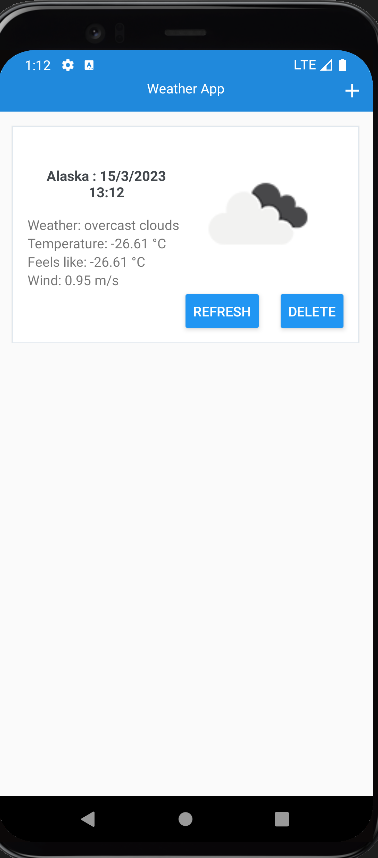 1:12
LTE
Weather App
+
Alaska : 15/3/2023
13:12
Weather: overcast clouds
Temperature: -26.61 °C
Feels like: -26.61 °C
Wind: 0.95 m/s
REFRESH
DELETE